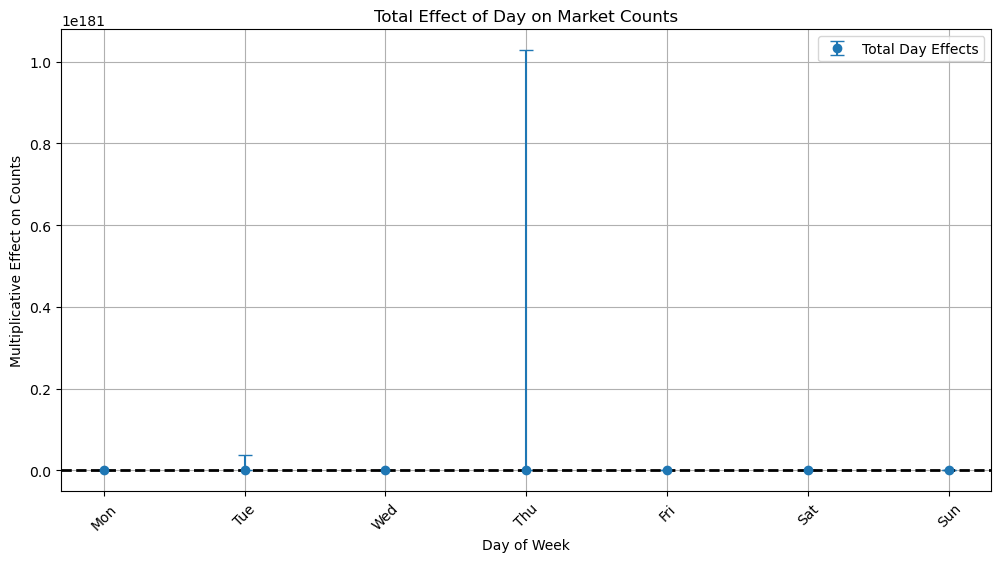 Total Effect of Day on Market Counts
1e181
Total Day Effects
1.0
0.8
0.6
0.4
0.2
0.0
Multiplicative Effect on Counts
Mon
Tue
Wed
Thu
Fri
Sat
Sun
Day of Week